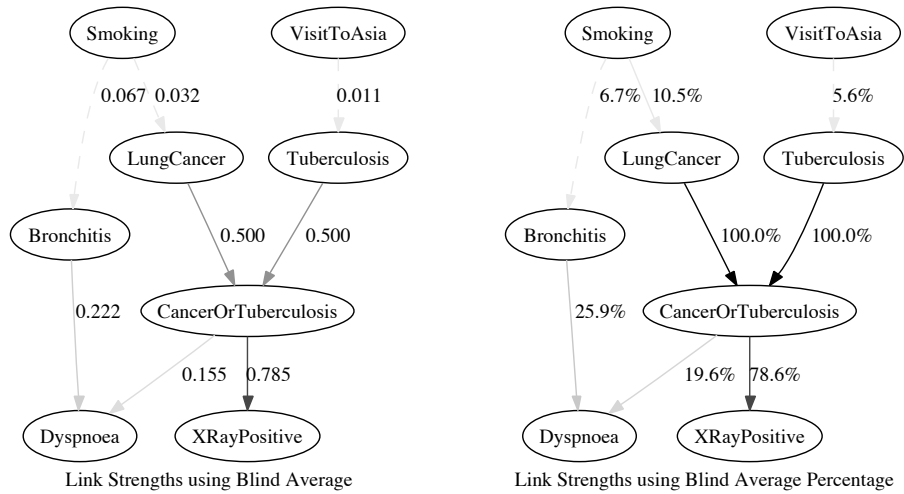 Smoking
VisitToAsia
0.067
0.032
0.011
LungCancer
Tuberculosis
Bronchitis
0.500
0.500
CancerOrTuberculosis
0.222
0.155
0.785
Dyspnoea
XRayPositive
Link Strengths using Blind Average
Smoking
VisitToAsia
6.7%
10.5%
5.6%
LungCancer
Tuberculosis
Bronchitis
100.0%
100.0%
CancerOrTuberculosis
25.9%
19.6%
78.6%
Dyspnoea
XRayPositive
Link Strengths using Blind Average Percentage